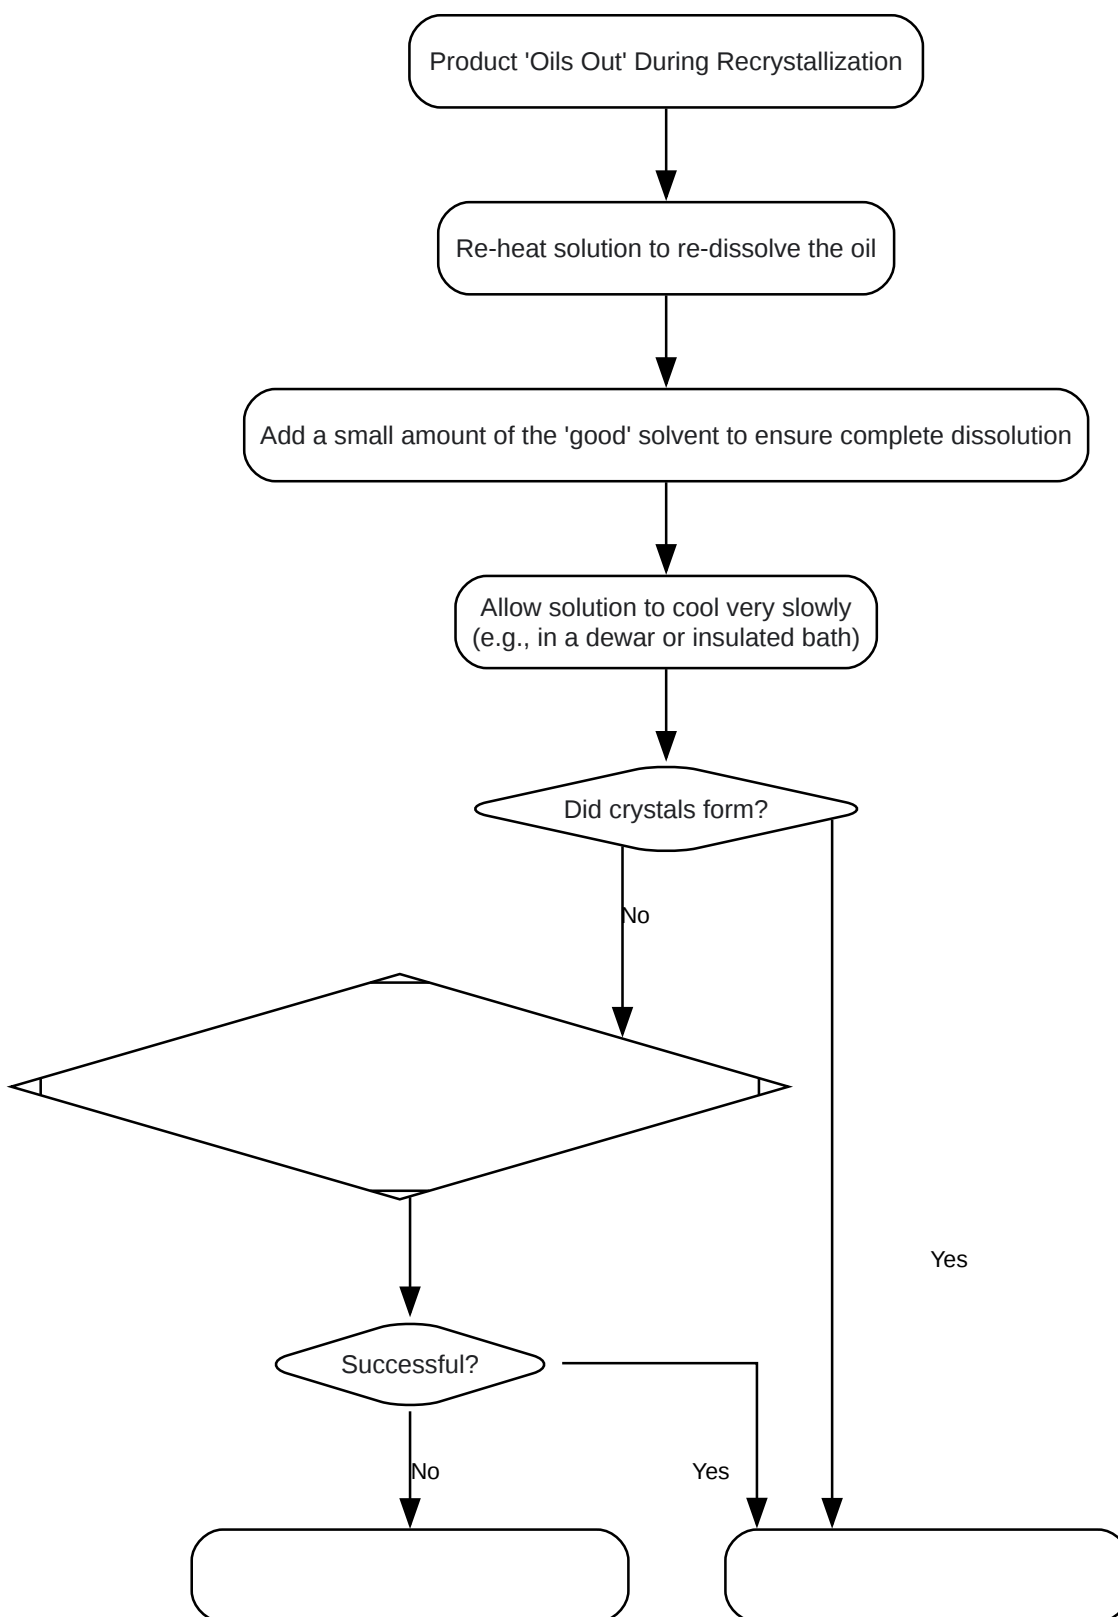 Product 'Oils Out' During Recrystallization
Re-heat solution to re-dissolve the oil
Add a small amount of the 'good' solvent to ensure complete dissolution
Allow solution to cool very slowly
(e.g., in a dewar or insulated bath)
Did crystals form?
No
Yes
Successful?
No
Yes